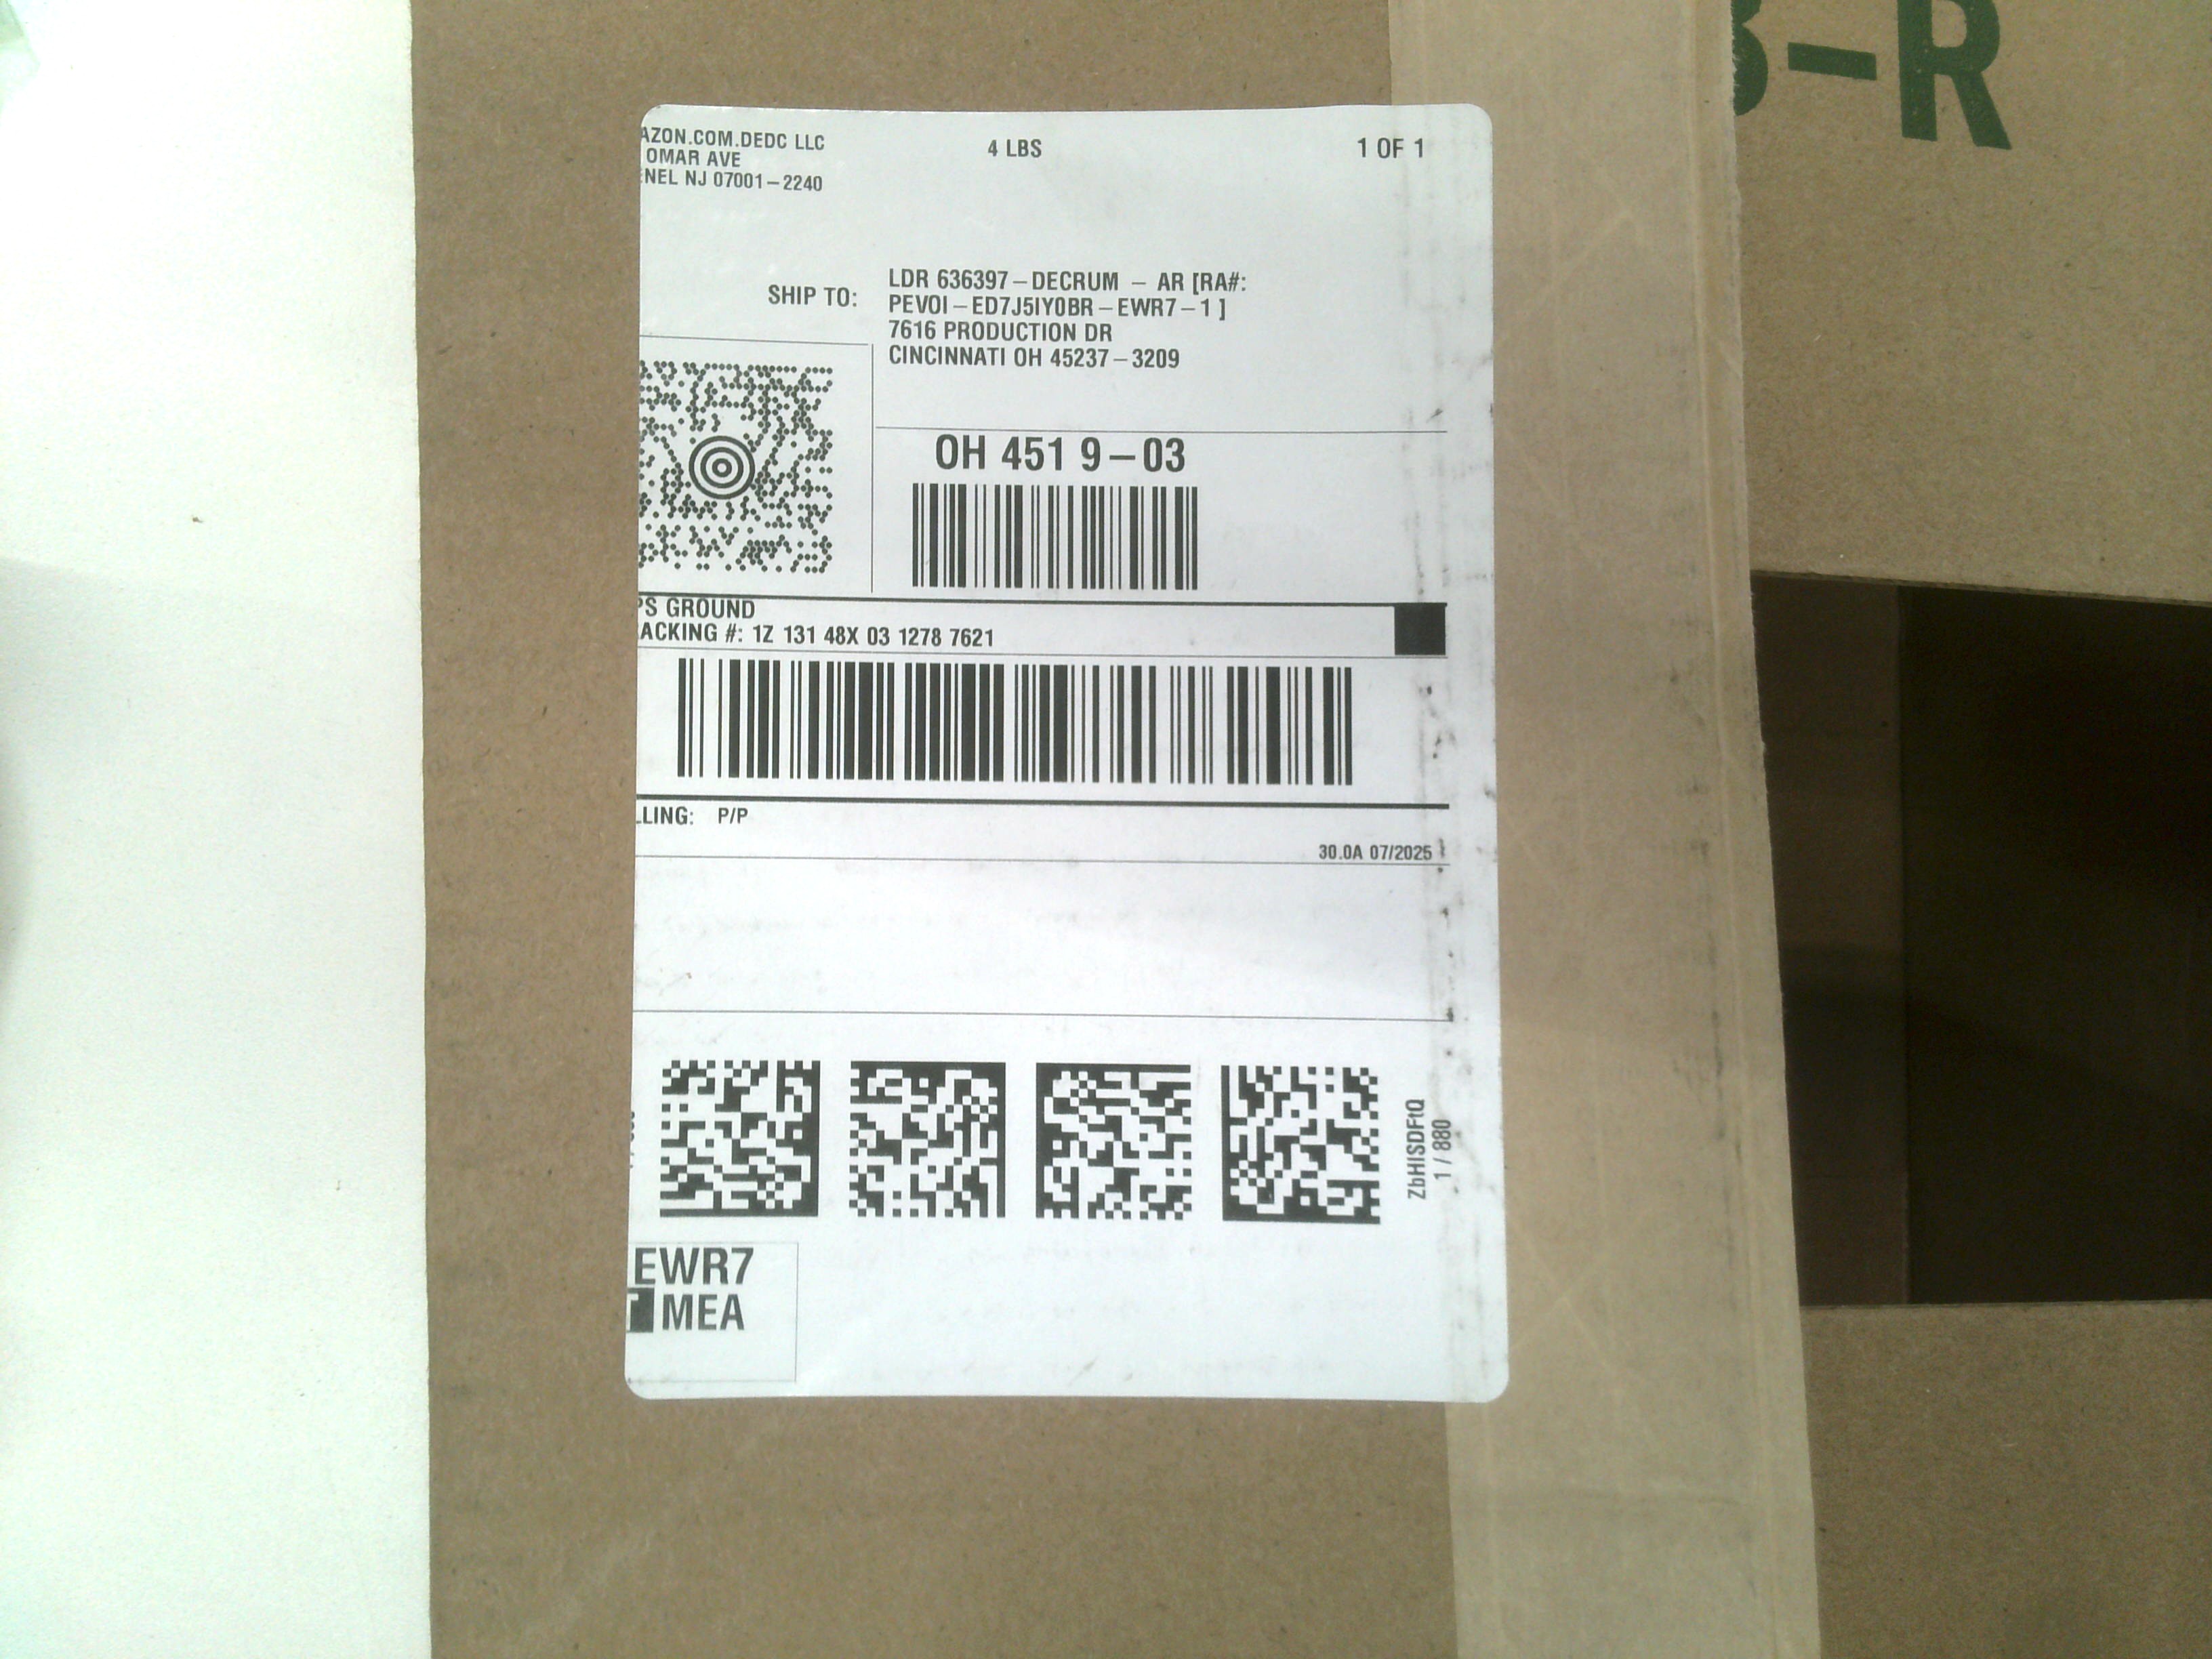 B-R
AZON.COM.DEDC LLC
OMAR AVE
NEL NJ 07001-2240
4 LBS
1 OF 1
SHIP TO:
LDR 636397-DECRUM - AR [RA#:
PEVOI-ED7J5IY0BR-EWR7-1 ]
7616 PRODUCTION DR
CINCINNATI OH 45237-3209
OH 451 9-03
PS GROUND
ACKING #: 1Z 131 48X 03 1278 7621
LLING: P/P
30.0A 07/2025
ZbHISDFtQ
1 / 880
EWR7
T MEA